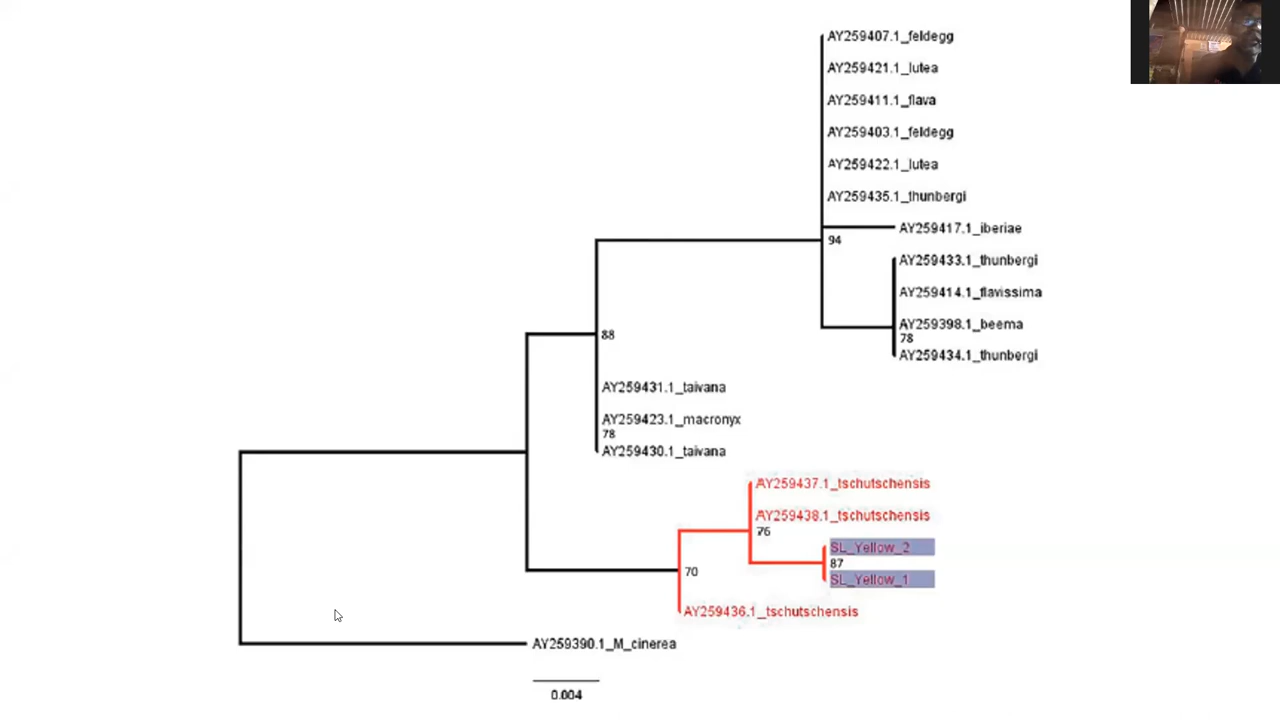 AY259407.1_feldegg
AY259421.1_lutea
AY259411.1_flava
AY259403.1_feldegg
AY259422.1_lutea
AY259435.1_thunbergi
AY259417.1_iberiae
94
AY259433.1_thunbergi
AY259414.1_flavissima
AY259398.1_beema
78
AY259434.1_thunbergi
88
AY259431.1_taivana
AY259423.1_macronyx
78
AY259430.1_taivana
AY259437.1_tschutschensis
AY259438.1_tschutschensis
76
SL_Yellow_2
87
SL_Yellow_1
70
AY259436.1_tschutschensis
AY259390.1_M_cinerea
0.004